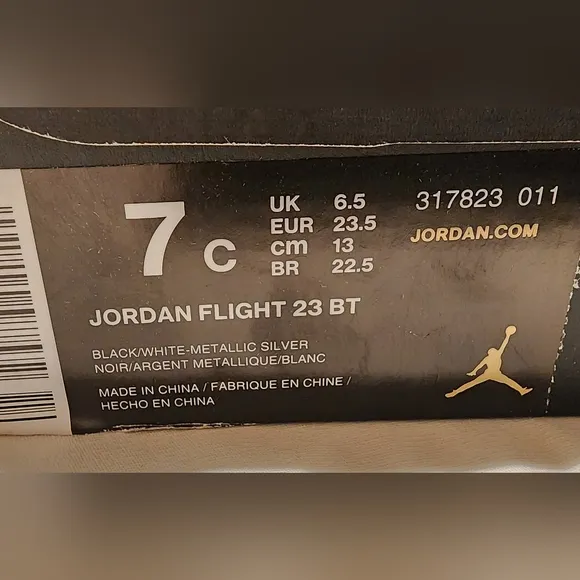 7 C
UK 6.5
EUR 23.5
cm 13
BR 22.5
317823 011
JORDAN.COM
JORDAN FLIGHT 23 BT
BLACK/WHITE-METALLIC SILVER
NOIR/ARGENT METALLIQUE/BLANC
MADE IN CHINA / FABRIQUE EN CHINE /
HECHO EN CHINA